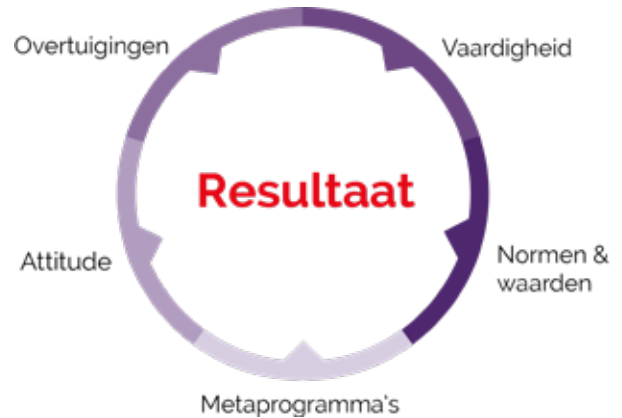 Overtuigingen
Vaardigheid
Resultaat
Attitude
Normen &
waarden
Metaprogramma's